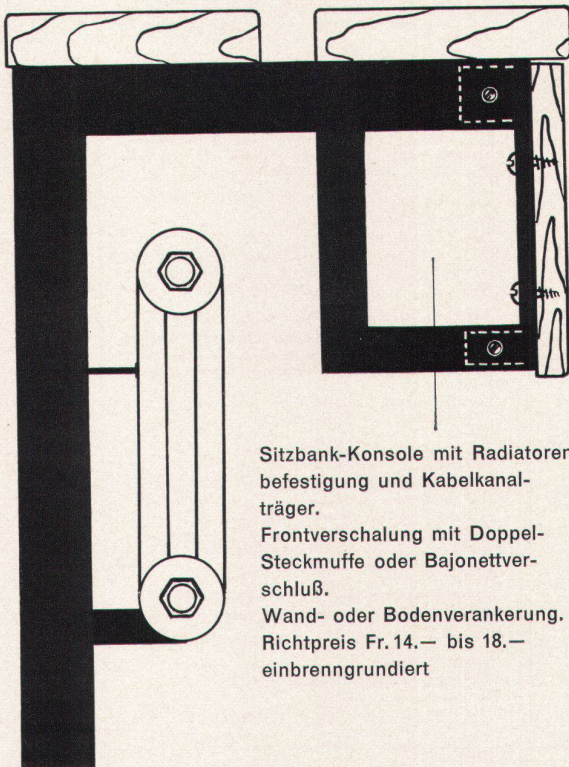 Sitzbank-Konsole mit Radiatoren
befestigung und Kabelkanal-
träger.
Frontverschalung mit Doppel-
Steckmuffe oder Bajonettver-
schluß.
Wand- oder Bodenverankerung.
Richtpreis Fr. 14.— bis 18.—
einbrenngrundiert